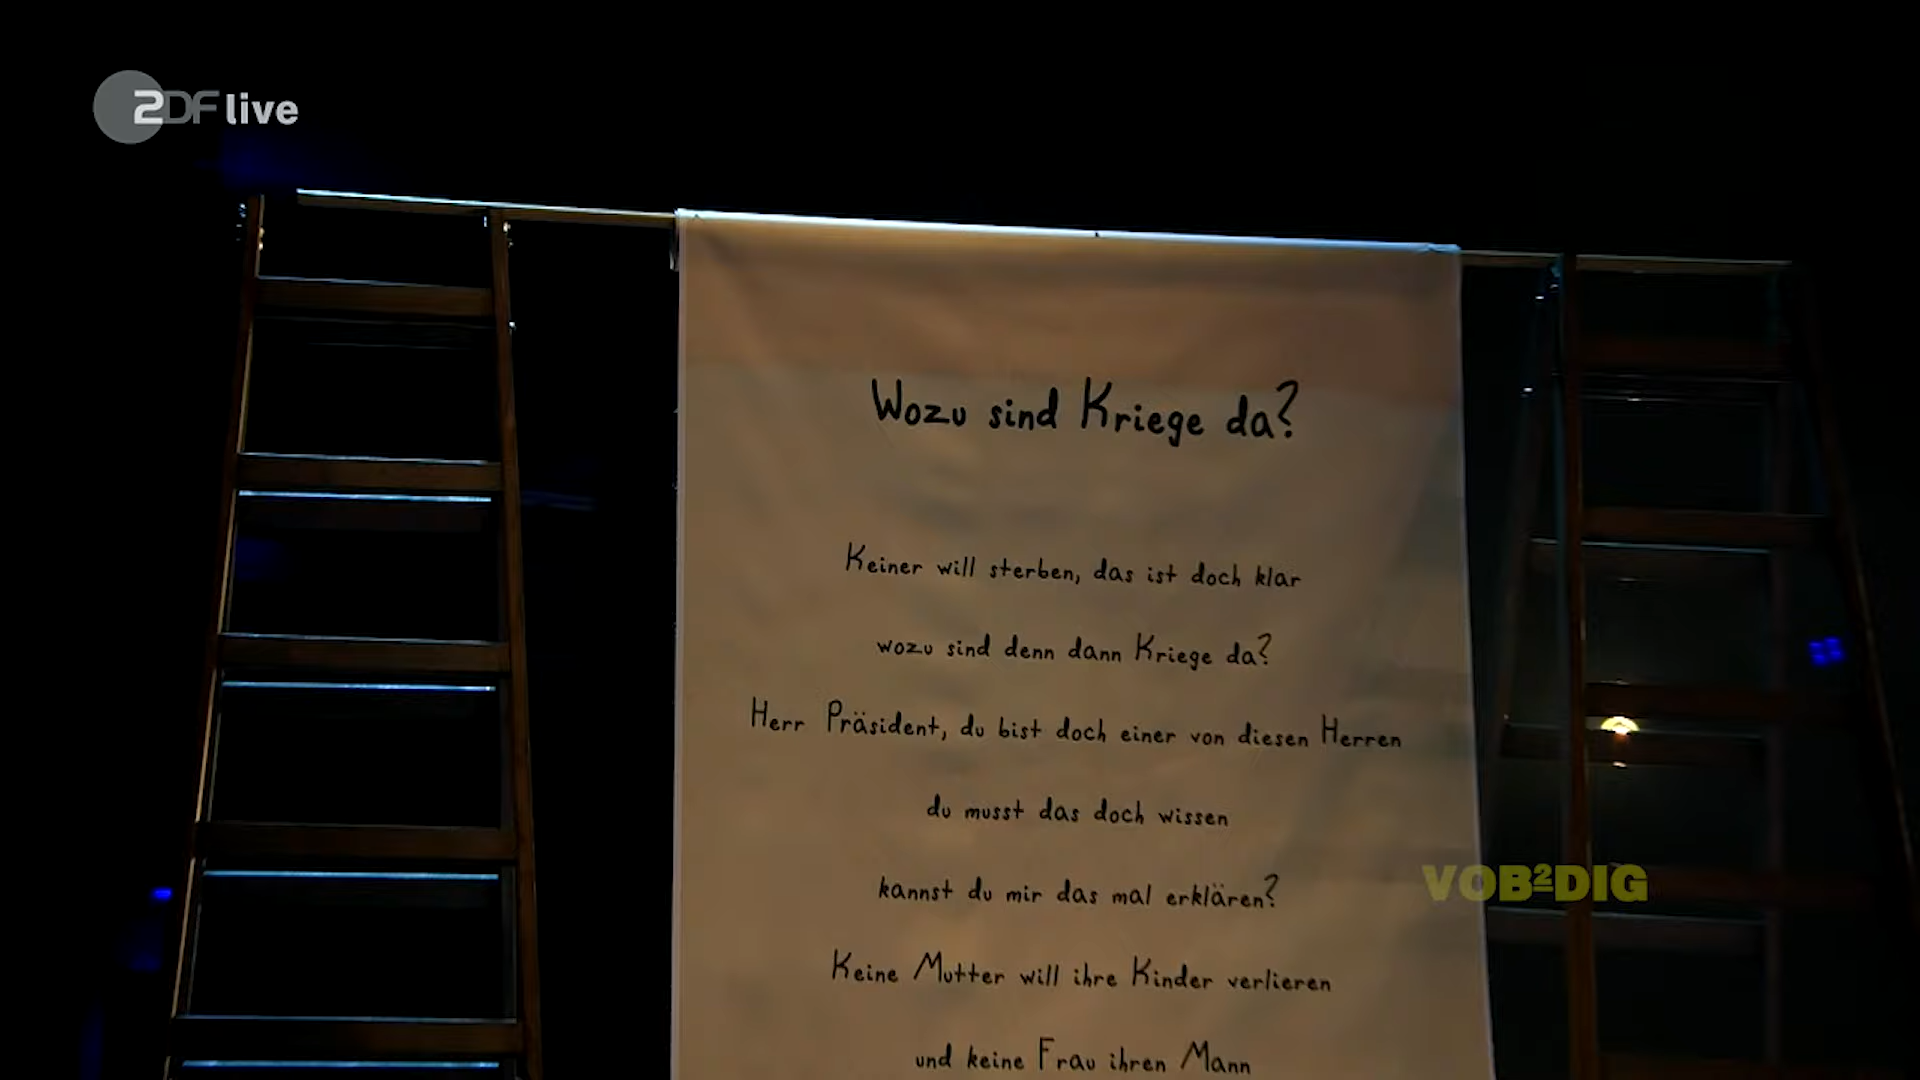 ZDF live
Wozu sind Kriege da?
Keiner will sterben, das ist doch klar
wozu sind denn dann Kriege da?
Herr Präsident, du bist doch einer von diesen Herren
du musst das doch wissen
kannst du mir das mal erklären?
VOB²DIG
Keine Mutter will ihre Kinder verlieren
und keine Frau ihren Mann